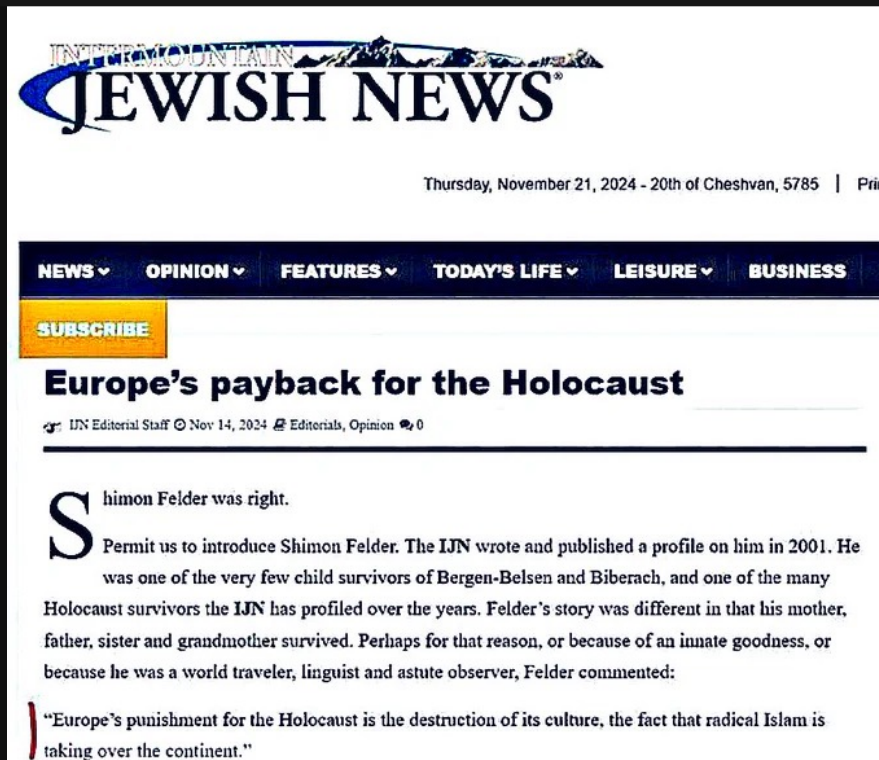 INTERMOUNTAIN
JEWISH NEWS®
Thursday, November 21, 2024 - 20th of Cheshvan, 5785 |
NEWS OPINION FEATURES TODAY'S LIFE LEISURE BUSINESS
SUBSCRIBE
Europe's payback for the Holocaust
IJN Editorial Staff Nov 14, 2024 Editorials, Opinion 0
Shimon Felder was right.
Permit us to introduce Shimon Felder. The IJN wrote and published a profile on him in 2001. He
was one of the very few child survivors of Bergen-Belsen and Biberach, and one of the many
Holocaust survivors the IJN has profiled over the years. Felder's story was different in that his mother,
father, sister and grandmother survived. Perhaps for that reason, or because of an innate goodness, or
because he was a world traveler, linguist and astute observer, Felder commented:
"Europe's punishment for the Holocaust is the destruction of its culture, the fact that radical Islam is
taking over the continent."